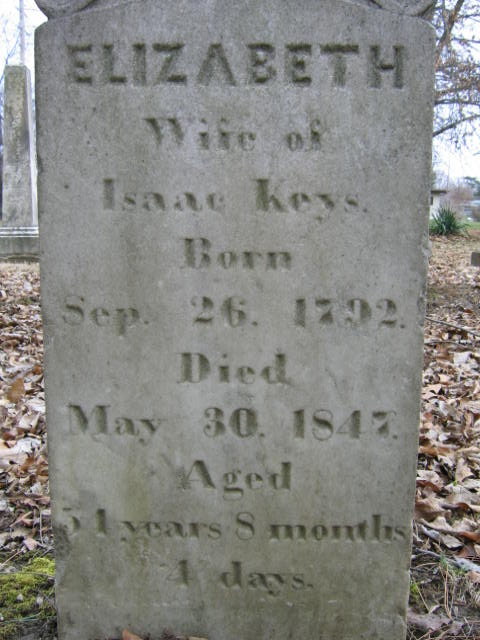 ELIZABETH
Wife of
Isaac Keys.
Born
Sep. 26. 1792.
Died
May 30. 1847.
Aged
54 years 8 months
4 days.